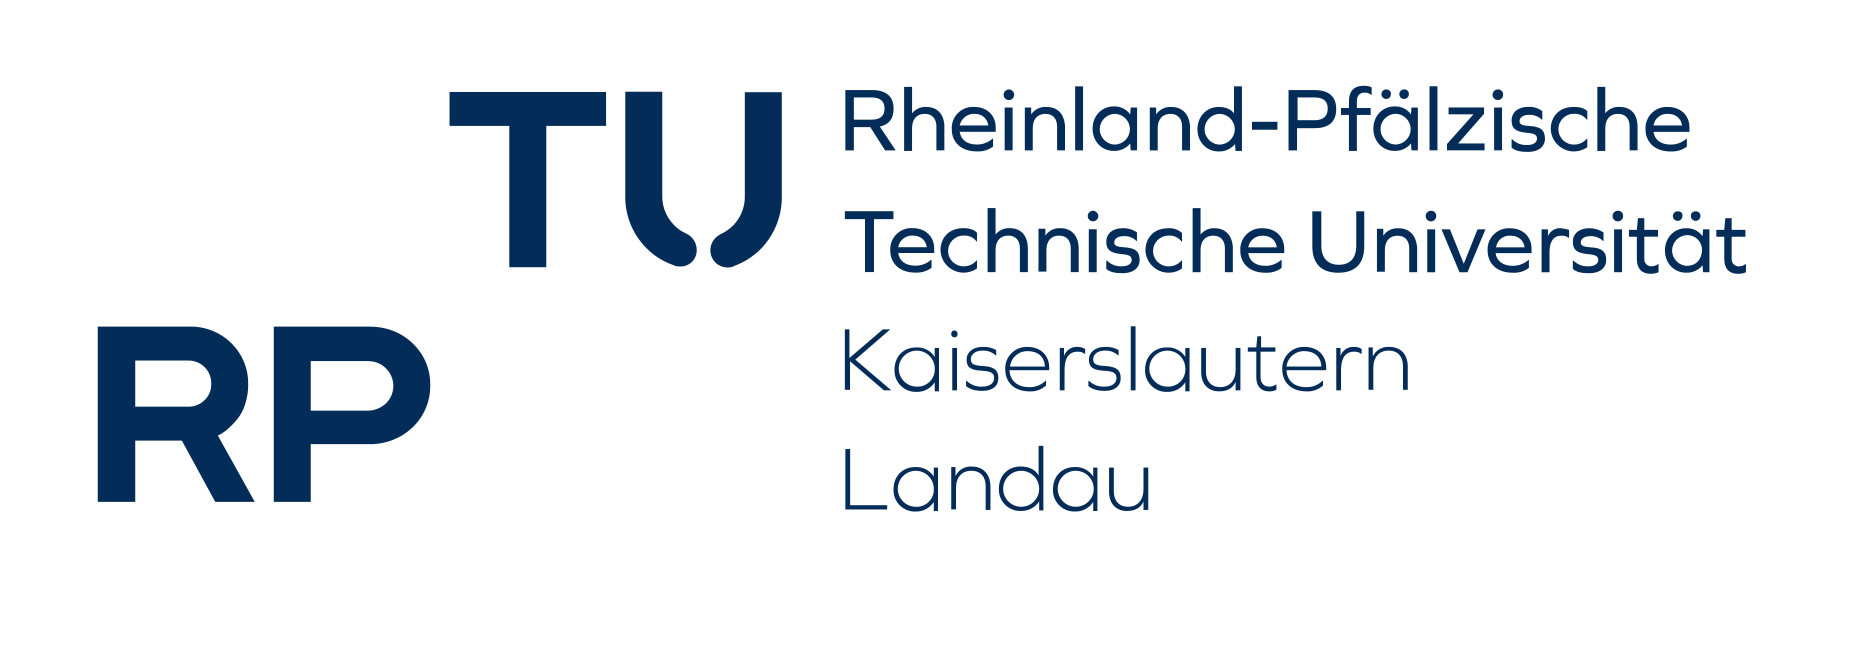 RP TU
Rheinland-Pfälzische
Technische Universität
Kaiserslautern
Landau